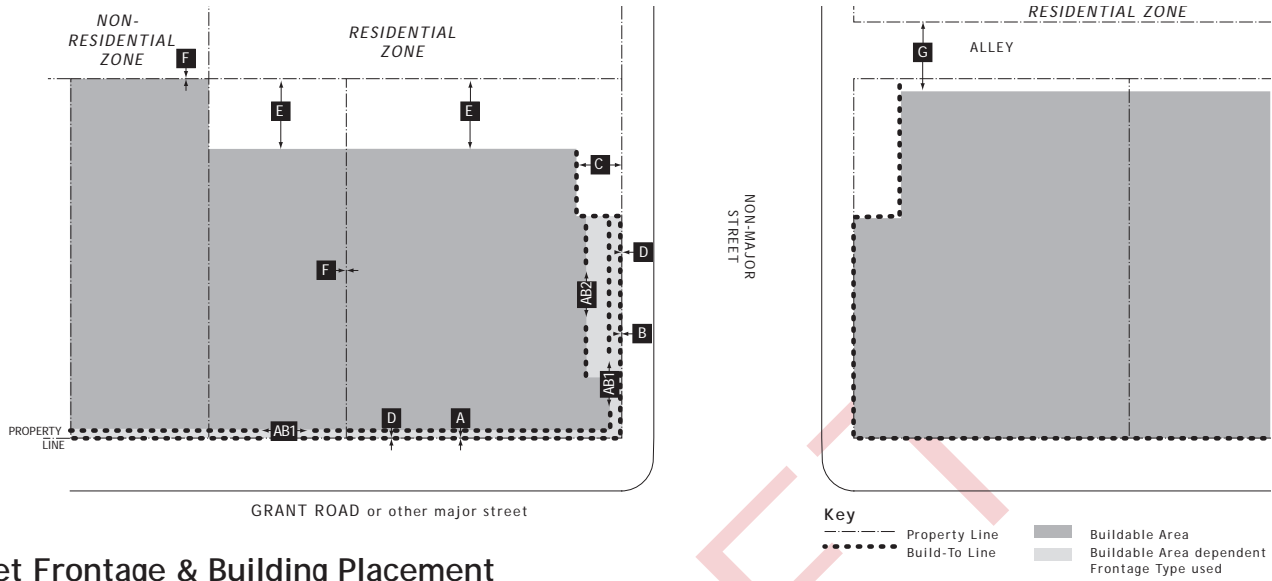 NON-
RESIDENTIAL
ZONE
RESIDENTIAL
ZONE
F
E
E
C
F
D
AB2
B
AB1
PROPERTY
LINE
AB1
D
A
GRANT ROAD or other major street
NON-MAJOR
STREET
RESIDENTIAL ZONE
G
ALLEY
Key
Property Line
Build-To Line
Buildable Area
Buildable Area dependent
Frontage Type used
et Frontage & Building Placement